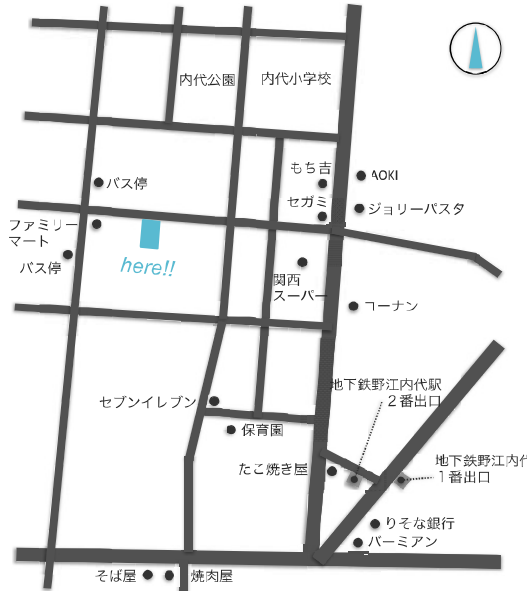 内代公園
内代小学校
もち吉
AOKI
バス停
セガミ
ジョリーパスタ
ファミリー
マート
バス停
here!!
関西
スーパー
コーナン
地下鉄野江内代駅
2番出口
セブンイレブン
保育園
たこ焼き屋
地下鉄野江内代
1番出口
りそな銀行
バーミアン
そば屋
焼肉屋